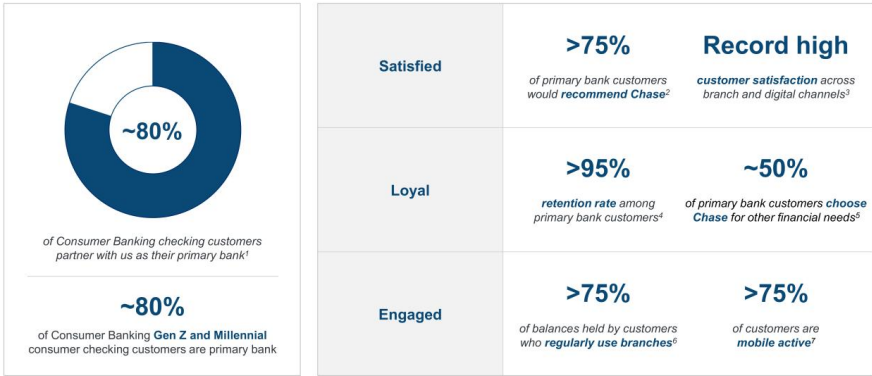 ~80%
of Consumer Banking checking customers
partner with us as their primary bank¹
~80%
of Consumer Banking Gen Z and Millennial
consumer checking customers are primary bank
Satisfied
>75%
of primary bank customers
would recommend Chase²
Record high
customer satisfaction across
branch and digital channels³
Loyal
>95%
retention rate among
primary bank customers⁴
~50%
of primary bank customers choose
Chase for other financial needs⁵
Engaged
>75%
of balances held by customers
who regularly use branches⁶
>75%
of customers are
mobile active⁷